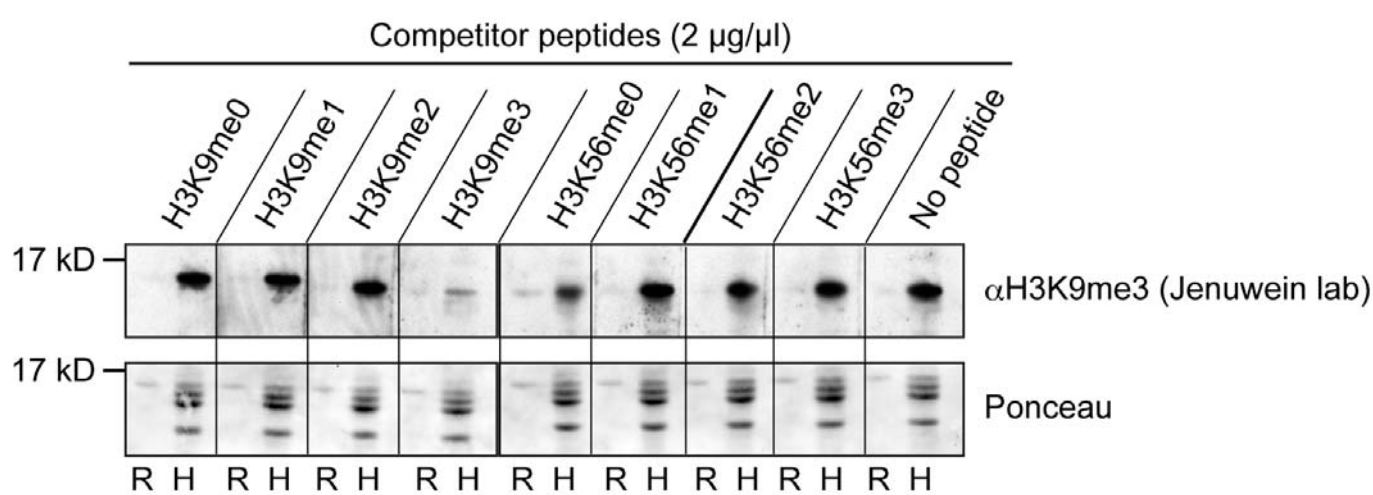 Competitor peptides (2 µg/µl)
H3K9me0
H3K9me1
H3K9me2
H3K9me3
H3K56me0
H3K56me1
H3K56me2
H3K56me3
No peptide
17 kD
αH3K9me3 (Jenuwein lab)
17 kD
Ponceau
R H R H R H R H R H R H R H R H R H